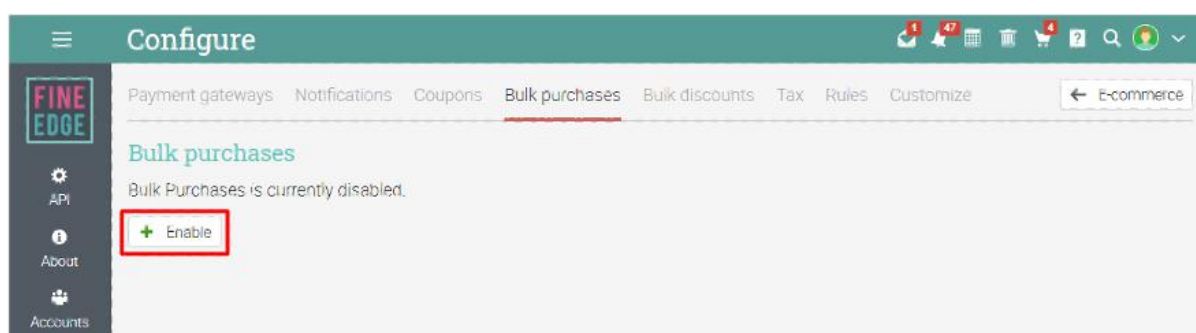 Configure
1
47
4
FINE
EDGE
Payment gateways Notifications Coupons Bulk purchases Bulk discounts Tax Rules Customize
← E-commerce
Bulk purchases
Bulk Purchases is currently disabled.
+ Enable
API
About
Accounts